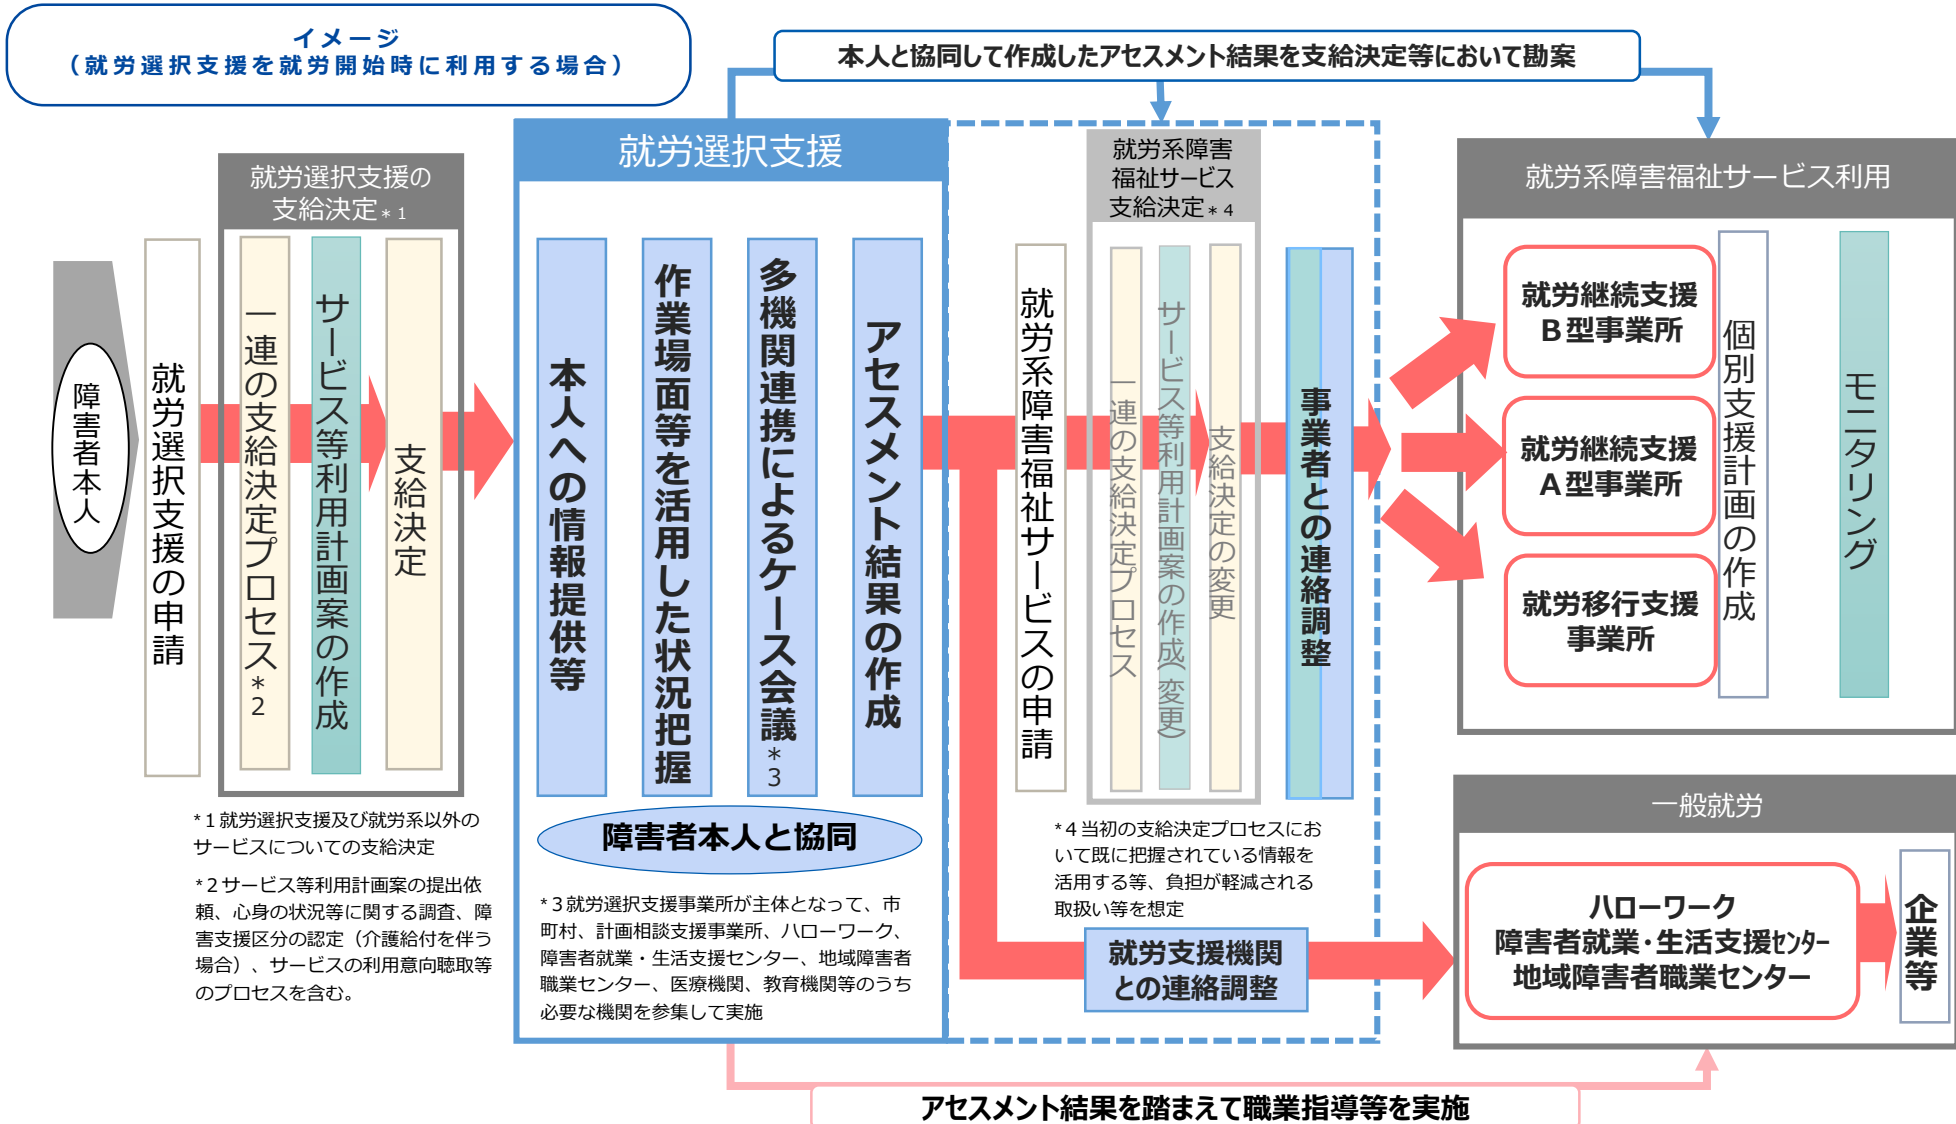 イメージ
（就労選択支援を就労開始時に利用する場合）
本人と協同して作成したアセスメント結果を支給決定等において勘案
障害者本人
就労選択支援の申請
就労選択支援の
支給決定＊1
一連の支給決定プロセス＊2
サービス等利用計画案の作成
支給決定
*1就労選択支援及び就労系以外の
サービスについての支給決定
*2サービス等利用計画案の提出依
頼、心身の状況等に関する調査、障
害支援区分の認定（介護給付を伴う
場合）、サービスの利用意向聴取等
のプロセスを含む。
就労選択支援
本人への情報提供等
作業場面等を活用した状況把握
多機関連携によるケース会議＊3
アセスメント結果の作成
障害者本人と協同
*3就労選択支援事業所が主体となって、市
町村、計画相談支援事業所、ハローワーク、
障害者就業・生活支援センター、地域障害者
職業センター、医療機関、教育機関等のうち
必要な機関を参集して実施
就労系障害福祉サービスの申請
就労系障害
福祉サービス
支給決定＊4
一連の支給決定プロセス
サービス等利用計画案の作成（変更）
支給決定の変更
事業者との連絡調整
*4当初の支給決定プロセスにお
いて既に把握されている情報を
活用する等、負担が軽減される
取扱い等を想定
就労支援機関
との連絡調整
就労系障害福祉サービス利用
就労継続支援
Ｂ型事業所
就労継続支援
Ａ型事業所
就労移行支援
事業所
個別支援計画の作成
モニタリング
一般就労
ハローワーク
障害者就業・生活支援センター
地域障害者職業センター
企業等
アセスメント結果を踏まえて職業指導等を実施